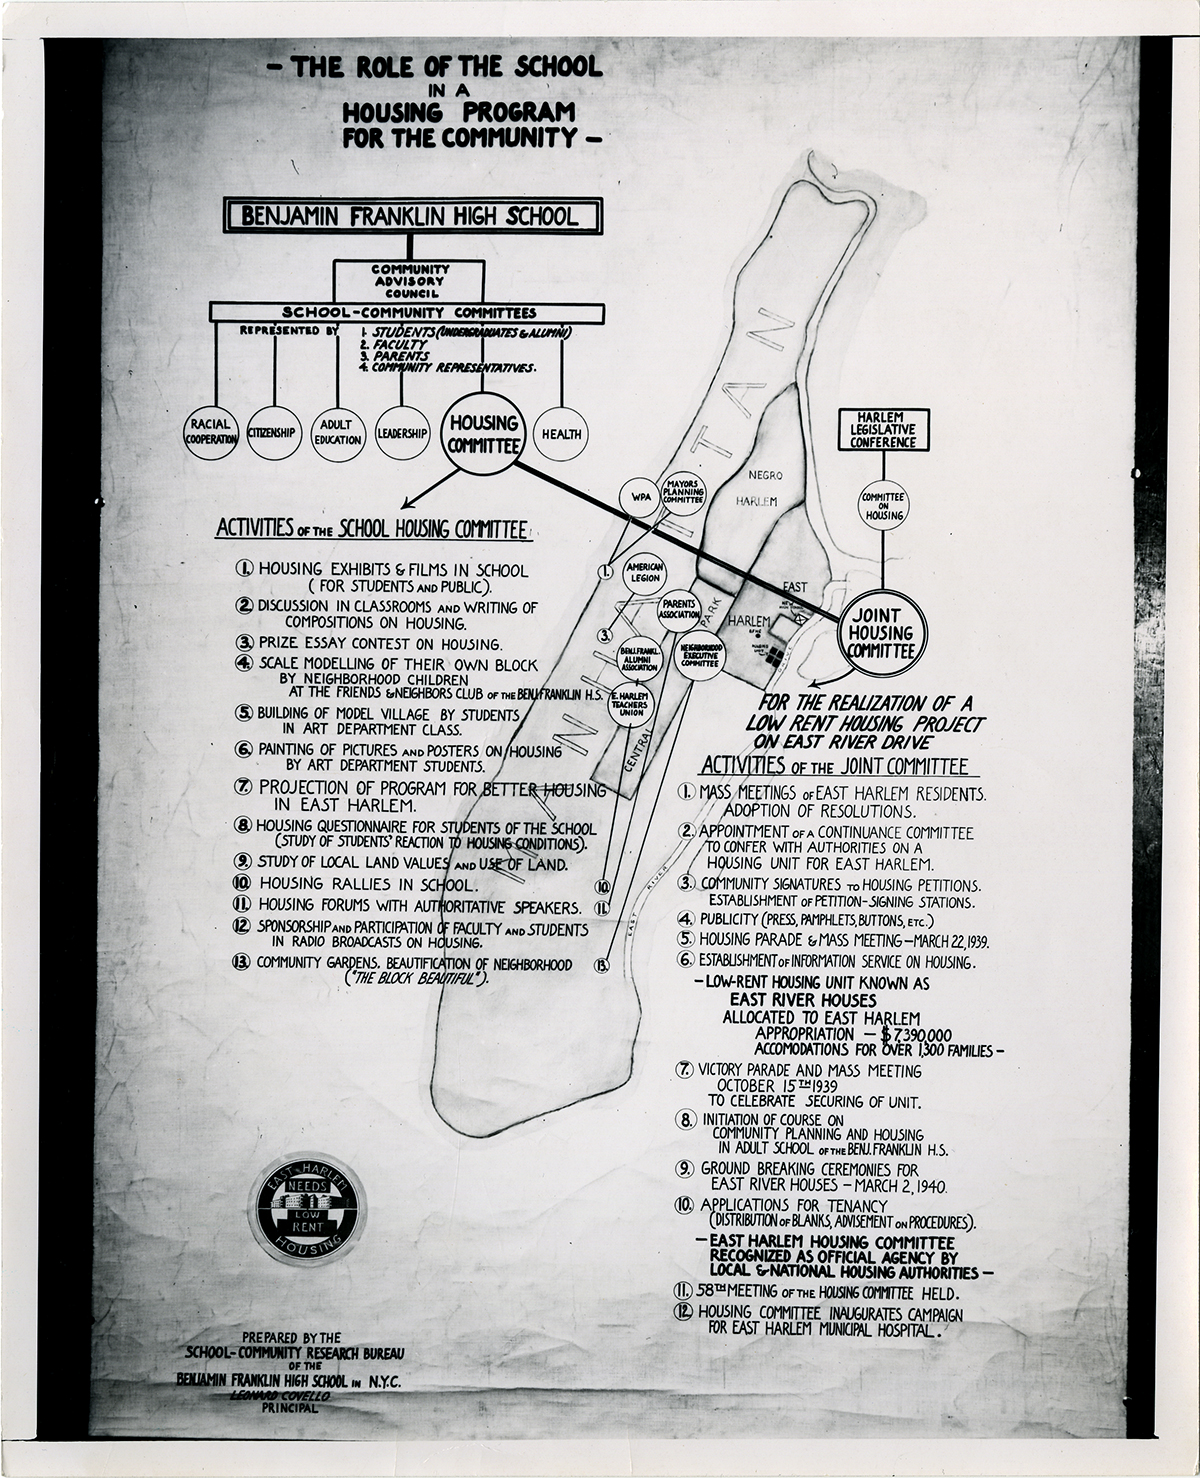 - THE ROLE OF THE SCHOOL
IN A
HOUSING PROGRAM
FOR THE COMMUNITY -
BENJAMIN FRANKLIN HIGH SCHOOL
COMMUNITY
ADVISORY
COUNCIL
SCHOOL-COMMUNITY COMMITTEES
REPRESENTED BY
1. STUDENTS (UNDERGRADUATES & ALUMNI)
2. FACULTY
3. PARENTS
4. COMMUNITY REPRESENTATIVES.
RACIAL
COOPERATION
CITIZENSHIP
ADULT
EDUCATION
LEADERSHIP
HOUSING
COMMITTEE
HEALTH
ACTIVITIES OF THE SCHOOL HOUSING COMMITTEE
1. HOUSING EXHIBITS & FILMS IN SCHOOL
(FOR STUDENTS AND PUBLIC).
2. DISCUSSION IN CLASSROOMS AND WRITING OF
COMPOSITIONS ON HOUSING.
3. PRIZE ESSAY CONTEST ON HOUSING.
4. SCALE MODELLING OF THEIR OWN BLOCK
BY NEIGHBORHOOD CHILDREN
AT THE FRIENDS & NEIGHBORS CLUB OF THE BENJ. FRANKLIN H.S.
5. BUILDING OF MODEL VILLAGE BY STUDENTS
IN ART DEPARTMENT CLASS.
6. PAINTING OF PICTURES AND POSTERS ON HOUSING
BY ART DEPARTMENT STUDENTS.
7. PROJECTION OF PROGRAM FOR BETTER HOUSING
IN EAST HARLEM.
8. HOUSING QUESTIONNAIRE FOR STUDENTS OF THE SCHOOL
(STUDY OF STUDENTS' REACTION TO HOUSING CONDITIONS).
9. STUDY OF LOCAL LAND VALUES AND USE OF LAND.
10. HOUSING RALLIES IN SCHOOL.
11. HOUSING FORUMS WITH AUTHORITATIVE SPEAKERS.
12. SPONSORSHIP AND PARTICIPATION OF FACULTY AND STUDENTS
IN RADIO BROADCASTS ON HOUSING.
13. COMMUNITY GARDENS. BEAUTIFICATION OF NEIGHBORHOOD
("THE BLOCK BEAUTIFUL").
MANHATTAN
NEGRO
HARLEM
EAST
HARLEM
CENTRAL PARK
EAST RIVER
WPA
MAYORS
PLANNING
COMMITTEE
1.
AMERICAN
LEGION
PARENTS
ASSOCIATION
3.
BENJ. FRANKL.
ALUMNI
ASSOCIATION
NEIGHBORHOOD
EXECUTIVE
COMMITTEE
E. HARLEM
TEACHERS
UNION
10.
11.
13.
HARLEM
LEGISLATIVE
CONFERENCE
COMMITTEE
ON
HOUSING
JOINT
HOUSING
COMMITTEE
FOR THE REALIZATION OF A
LOW RENT HOUSING PROJECT
ON EAST RIVER DRIVE
ACTIVITIES OF THE JOINT COMMITTEE
1. MASS MEETINGS OF EAST HARLEM RESIDENTS.
ADOPTION OF RESOLUTIONS.
2. APPOINTMENT OF A CONTINUANCE COMMITTEE
TO CONFER WITH AUTHORITIES ON A
HOUSING UNIT FOR EAST HARLEM.
3. COMMUNITY SIGNATURES TO HOUSING PETITIONS.
ESTABLISHMENT OF PETITION-SIGNING STATIONS.
4. PUBLICITY (PRESS, PAMPHLETS, BUTTONS, ETC.)
5. HOUSING PARADE & MASS MEETING - MARCH 22, 1939.
6. ESTABLISHMENT OF INFORMATION SERVICE ON HOUSING.
- LOW-RENT HOUSING UNIT KNOWN AS
EAST RIVER HOUSES
ALLOCATED TO EAST HARLEM
APPROPRIATION - $7,390,000
ACCOMODATIONS FOR OVER 1,300 FAMILIES -
7. VICTORY PARADE AND MASS MEETING
OCTOBER 15TH 1939
TO CELEBRATE SECURING OF UNIT.
8. INITIATION OF COURSE ON
COMMUNITY PLANNING AND HOUSING
IN ADULT SCHOOL OF THE BENJ. FRANKLIN H.S.
9. GROUND BREAKING CEREMONIES FOR
EAST RIVER HOUSES - MARCH 2, 1940.
10. APPLICATIONS FOR TENANCY
(DISTRIBUTION OF BLANKS, ADVISEMENT ON PROCEDURES).
- EAST HARLEM HOUSING COMMITTEE
RECOGNIZED AS OFFICIAL AGENCY BY
LOCAL & NATIONAL HOUSING AUTHORITIES -
11. 58TH MEETING OF THE HOUSING COMMITTEE HELD.
12. HOUSING COMMITTEE INAUGURATES CAMPAIGN
FOR EAST HARLEM MUNICIPAL HOSPITAL.
EAST HARLEM
NEEDS
LOW
RENT
HOUSING
PREPARED BY THE
SCHOOL-COMMUNITY RESEARCH BUREAU
OF THE
BENJAMIN FRANKLIN HIGH SCHOOL IN N.Y.C.
LEONARD COVELLO
PRINCIPAL